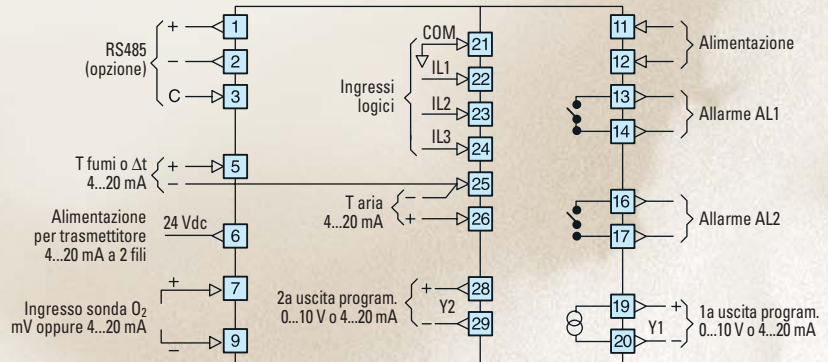 RS485
(opzione)
+ 1
− 2
C 3
T fumi o Δt
4...20 mA
+ 5
−
Alimentazione
per trasmettitore
4...20 mA a 2 fili
24 Vdc 6
Ingresso sonda O2
mV oppure 4...20 mA
+ 7
− 9
Ingressi
logici
COM 21
IL1 22
IL2 23
IL3 24
T aria
4...20 mA
− 25
+ 26
2a uscita program.
0...10 V o 4...20 mA
+ 28
Y2
− 29
11
12
Alimentazione
13
14
Allarme AL1
16
17
Allarme AL2
19 +
Y1
20 −
1a uscita program.
0...10 V o 4...20 mA